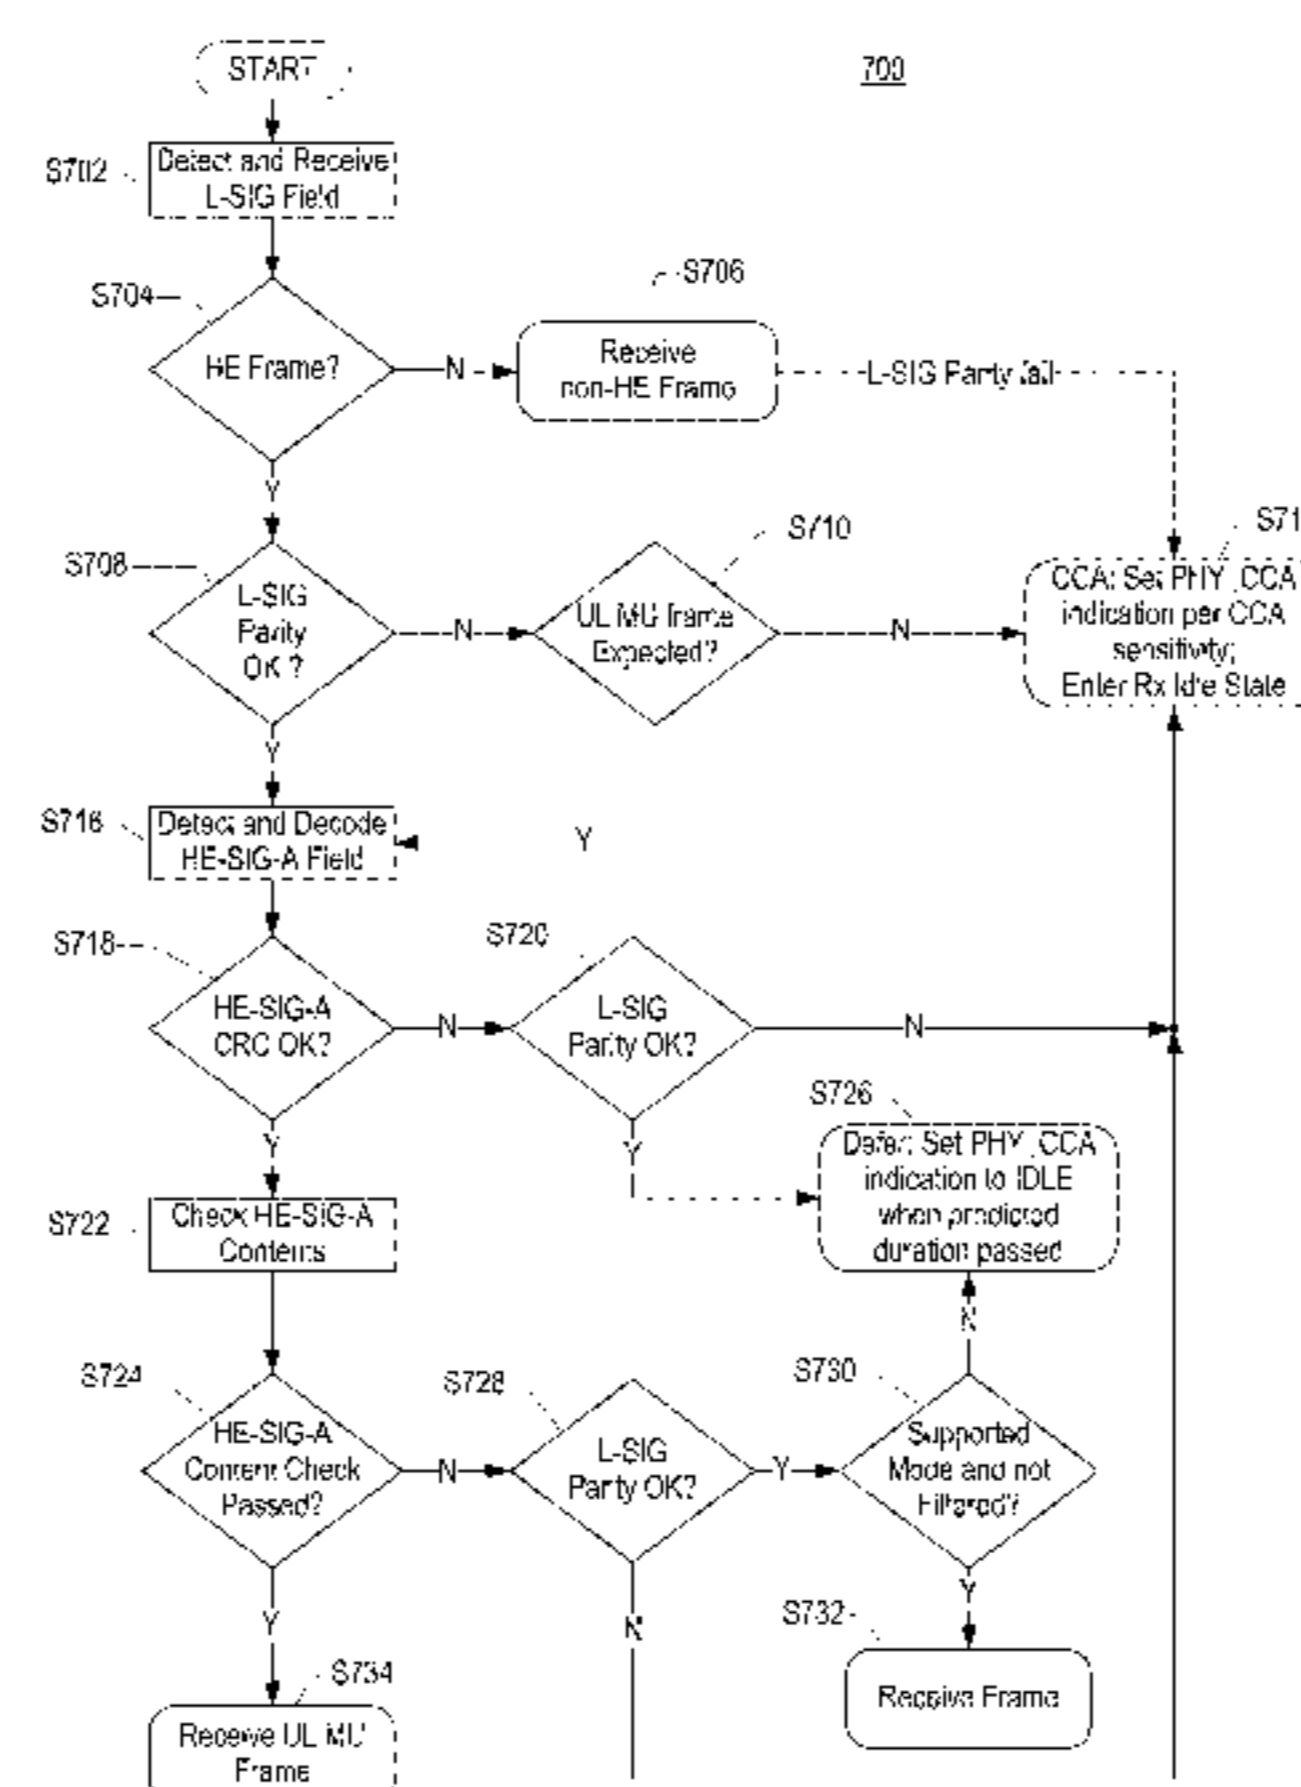 START
700
S702
Detect and Receive
L-SIG Field
S704
HE Frame?
N
S706
Receive
non-HE Frame
L-SIG Parity fail
Y
S708
L-SIG
Parity
OK ?
N
S710
UL MU frame
Expected?
N
S71
CCA: Set PHY_CCA
indication per CCA
sensitivity;
Enter Rx Idle State
Y
S716
Detect and Decode
HE-SIG-A Field
Y
S718
HE-SIG-A
CRC OK?
N
S720
L-SIG
Parity OK?
N
Y
Y
S722
Check HE-SIG-A
Contents
S726
Defer: Set PHY_CCA
indication to IDLE
when predicted
duration passed
N
S724
HE-SIG-A
Content Check
Passed?
N
S728
L-SIG
Parity OK?
Y
S730
Supported
Mode and not
Filtered?
Y
N
Y
S732
Receive Frame
S734
Receive UL MU
Frame